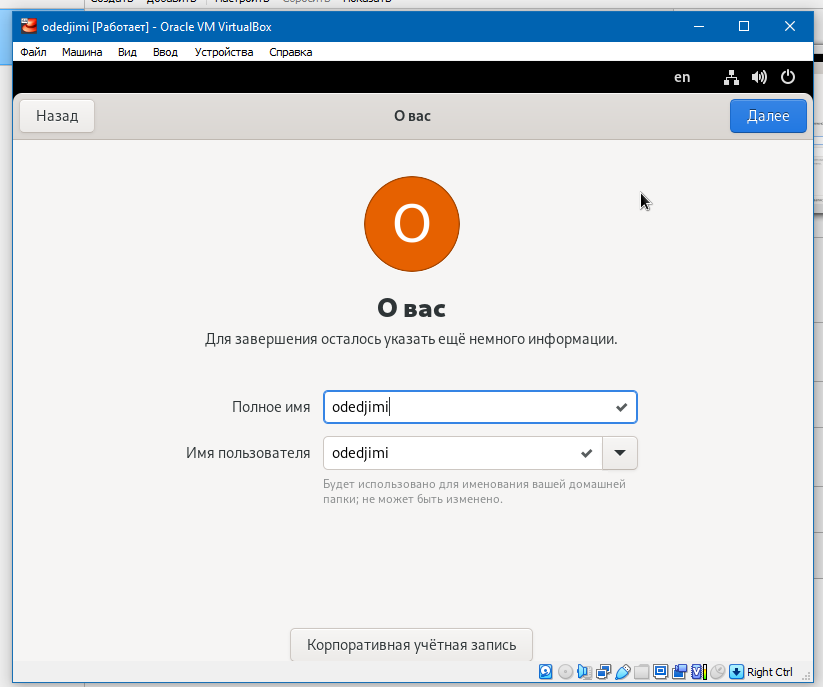 odedjimi [Работает] - Oracle VM VirtualBox
Файл Машина Вид Ввод Устройства Справка
en
Назад О вас Далее
O
О вас
Для завершения осталось указать ещё немного информации.
Полное имя odedjimi
Имя пользователя odedjimi
Будет использовано для именования вашей домашней
папки; не может быть изменено.
Корпоративная учётная запись
Right Ctrl